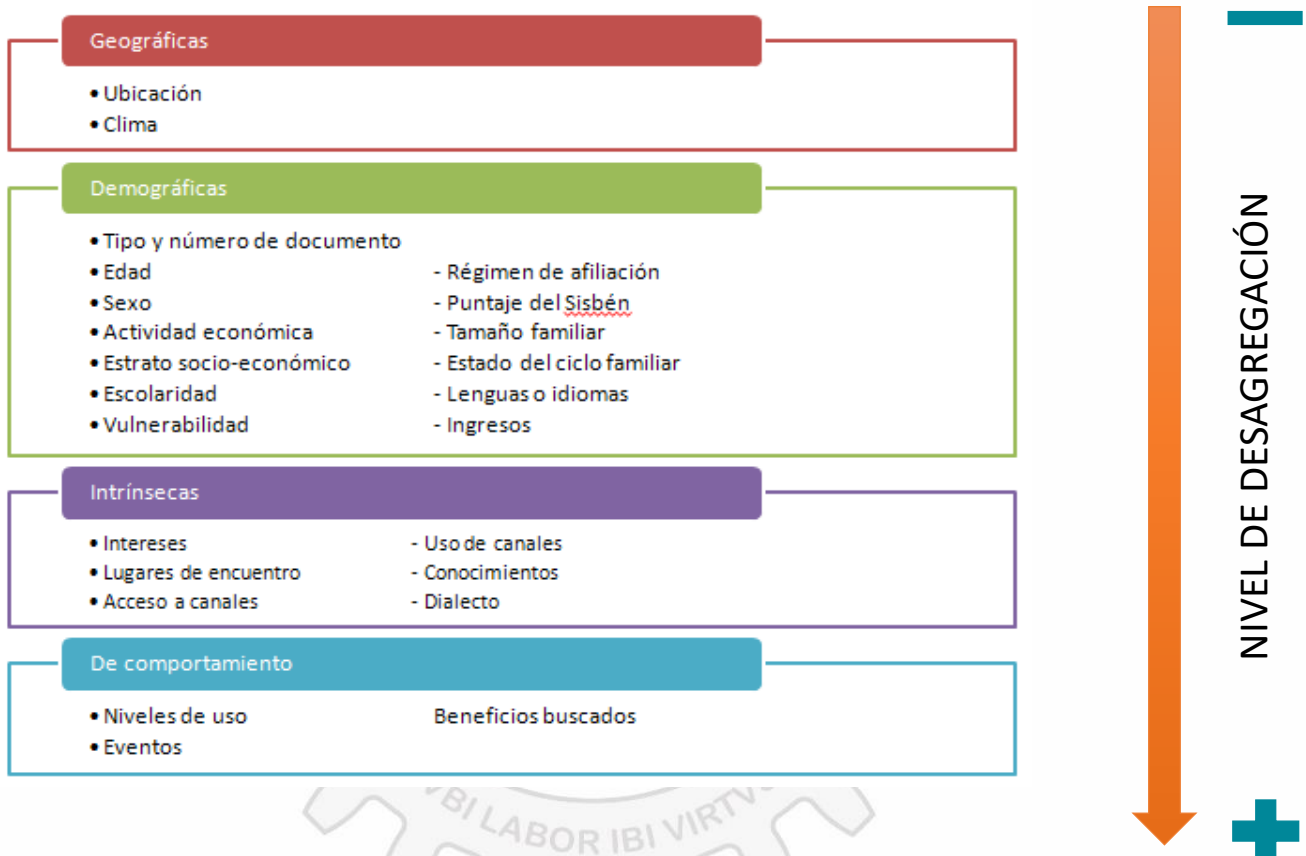 Geográficas
• Ubicación
• Clima
Demográficas
• Tipo y número de documento
• Edad - Régimen de afiliación
• Sexo - Puntaje del Sisbén
• Actividad económica - Tamaño familiar
• Estrato socio-económico - Estado del ciclo familiar
• Escolaridad - Lenguas o idiomas
• Vulnerabilidad - Ingresos
Intrínsecas
• Intereses - Uso de canales
• Lugares de encuentro - Conocimientos
• Acceso a canales - Dialecto
De comportamiento
• Niveles de uso Beneficios buscados
• Eventos
NIVEL DE DESAGREGACIÓN
LABOR IBI